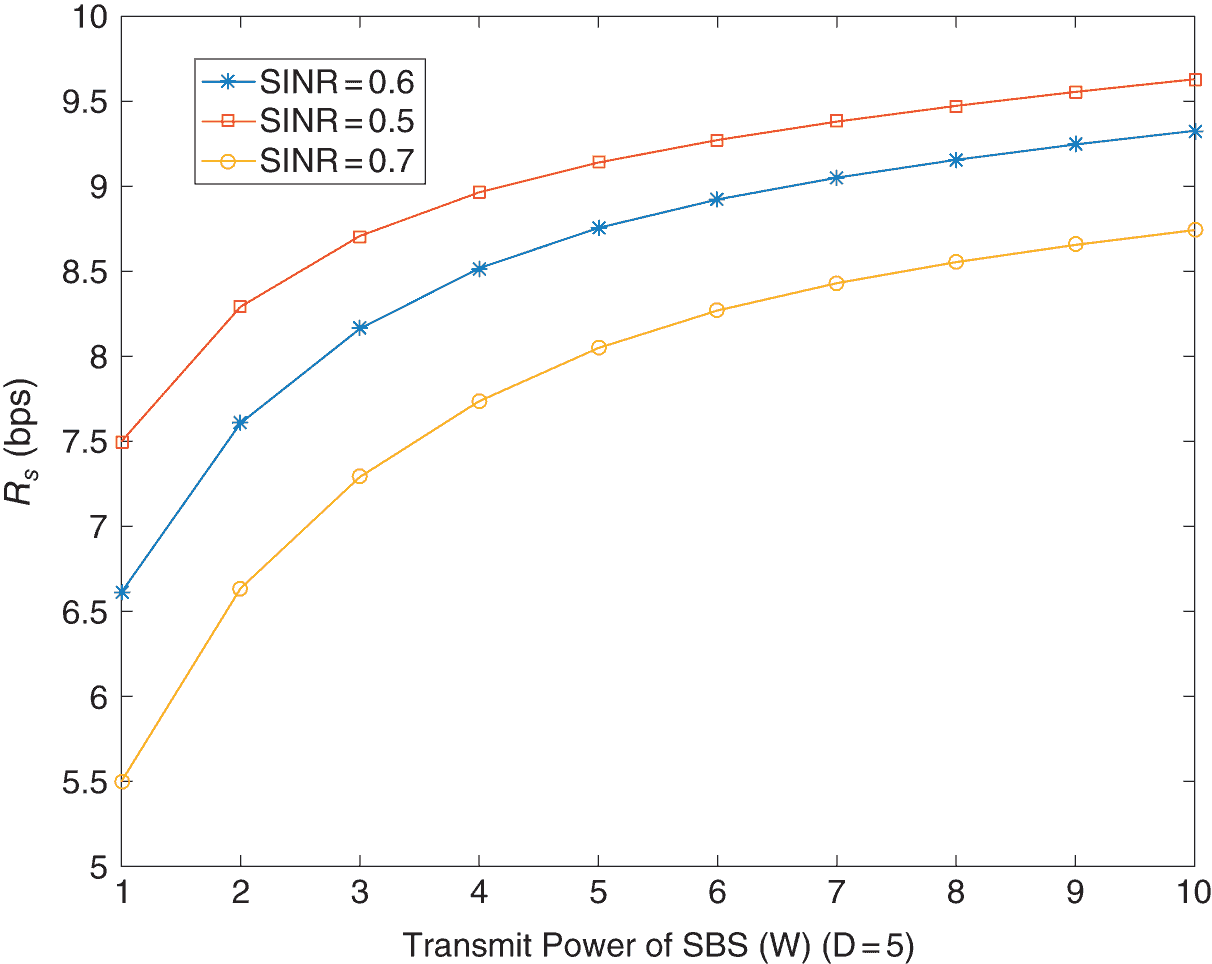 10
9.5
9
8.5
8
7.5
7
6.5
6
5.5
5
SINR = 0.6
SINR = 0.5
SINR = 0.7
R_s (bps)
1 2 3 4 5 6 7 8 9 10
Transmit Power of SBS (W) (D = 5)